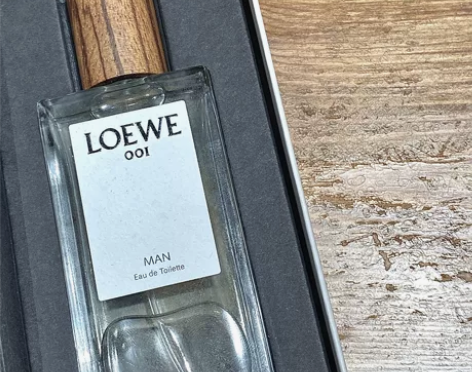 LOEWE
001
MAN
Eau de Toilette